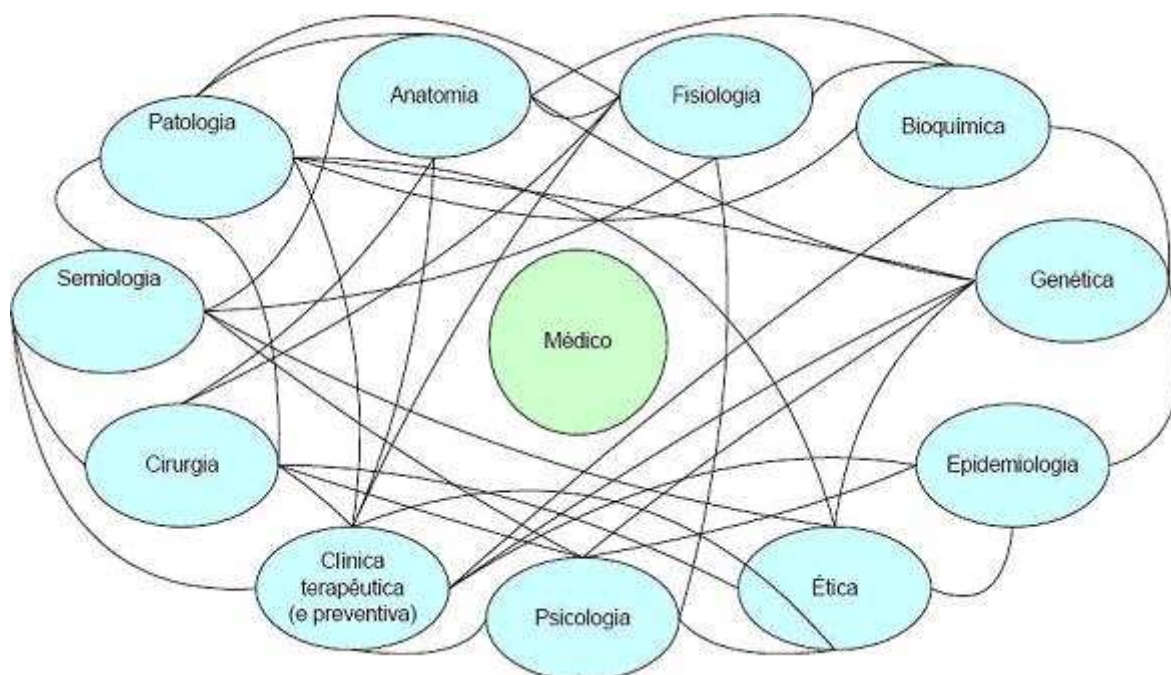 Anatomia
Fisiologia
Patologia
Bioquímica
Semiologia
Genética
Médico
Cirurgia
Epidemiologia
Clínica
terapêutica
(e preventiva)
Psicologia
Ética